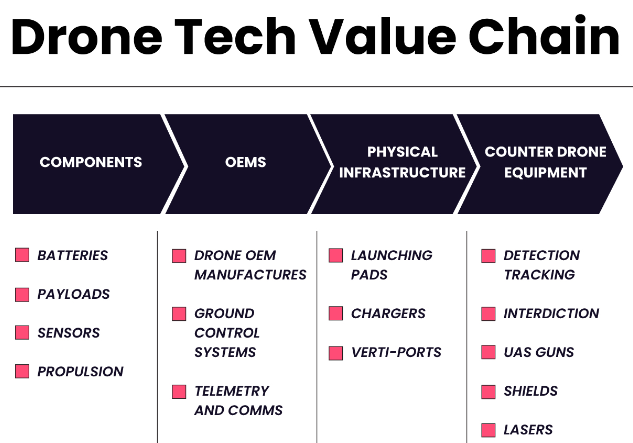 Drone Tech Value Chain
COMPONENTS
OEMS
PHYSICAL
INFRASTRUCTURE
COUNTER DRONE
EQUIPMENT
BATTERIES
PAYLOADS
SENSORS
PROPULSION
DRONE OEM
MANUFACTURES
GROUND
CONTROL
SYSTEMS
TELEMETRY
AND COMMS
LAUNCHING
PADS
CHARGERS
VERTI-PORTS
DETECTION
TRACKING
INTERDICTION
UAS GUNS
SHIELDS
LASERS